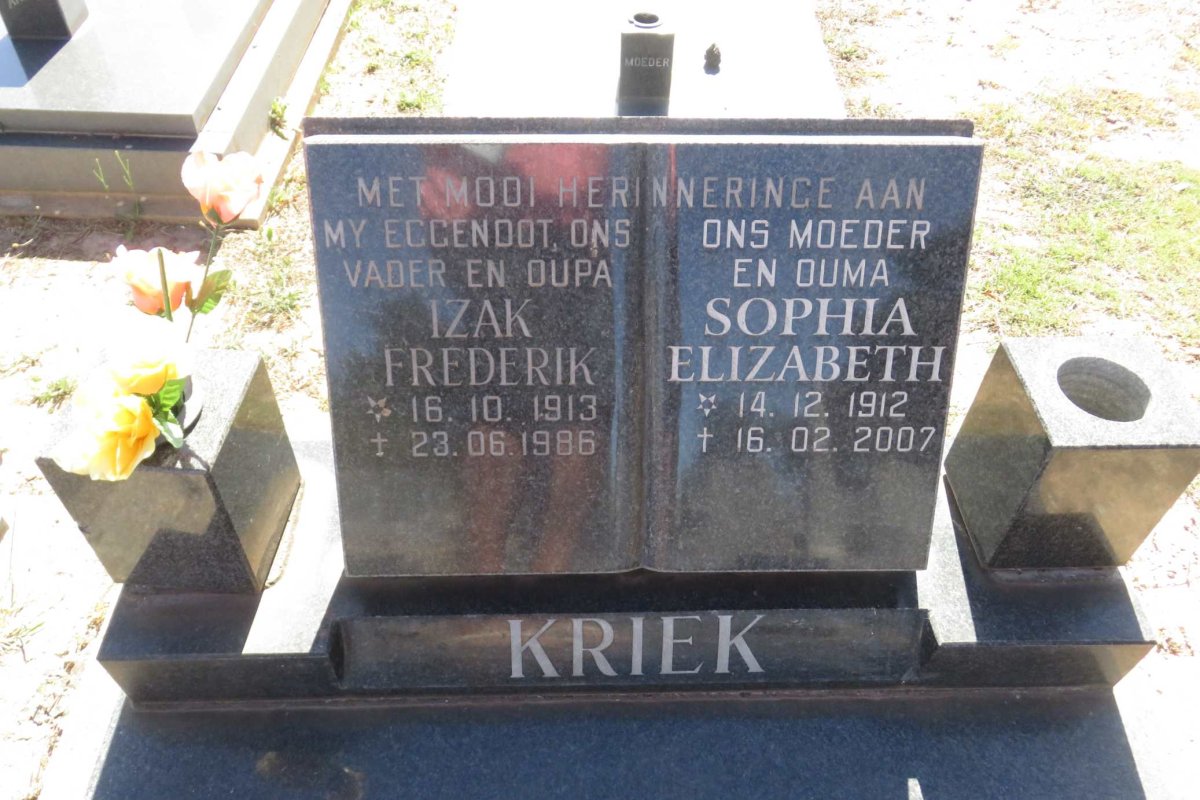 MOEDER
MET MOOI HERINNERINGE AAN
MY EGGENOOT, ONS
VADER EN OUPA
IZAK
FREDERIK
16. 10. 1913
23. 06. 1986
ONS MOEDER
EN OUMA
SOPHIA
ELIZABETH
14. 12. 1912
16. 02. 2007
KRIEK